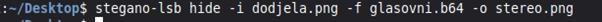 :~/Desktop$ stegano-lsb hide -i dodjela.png -f glasovni.b64 -o stereo.png